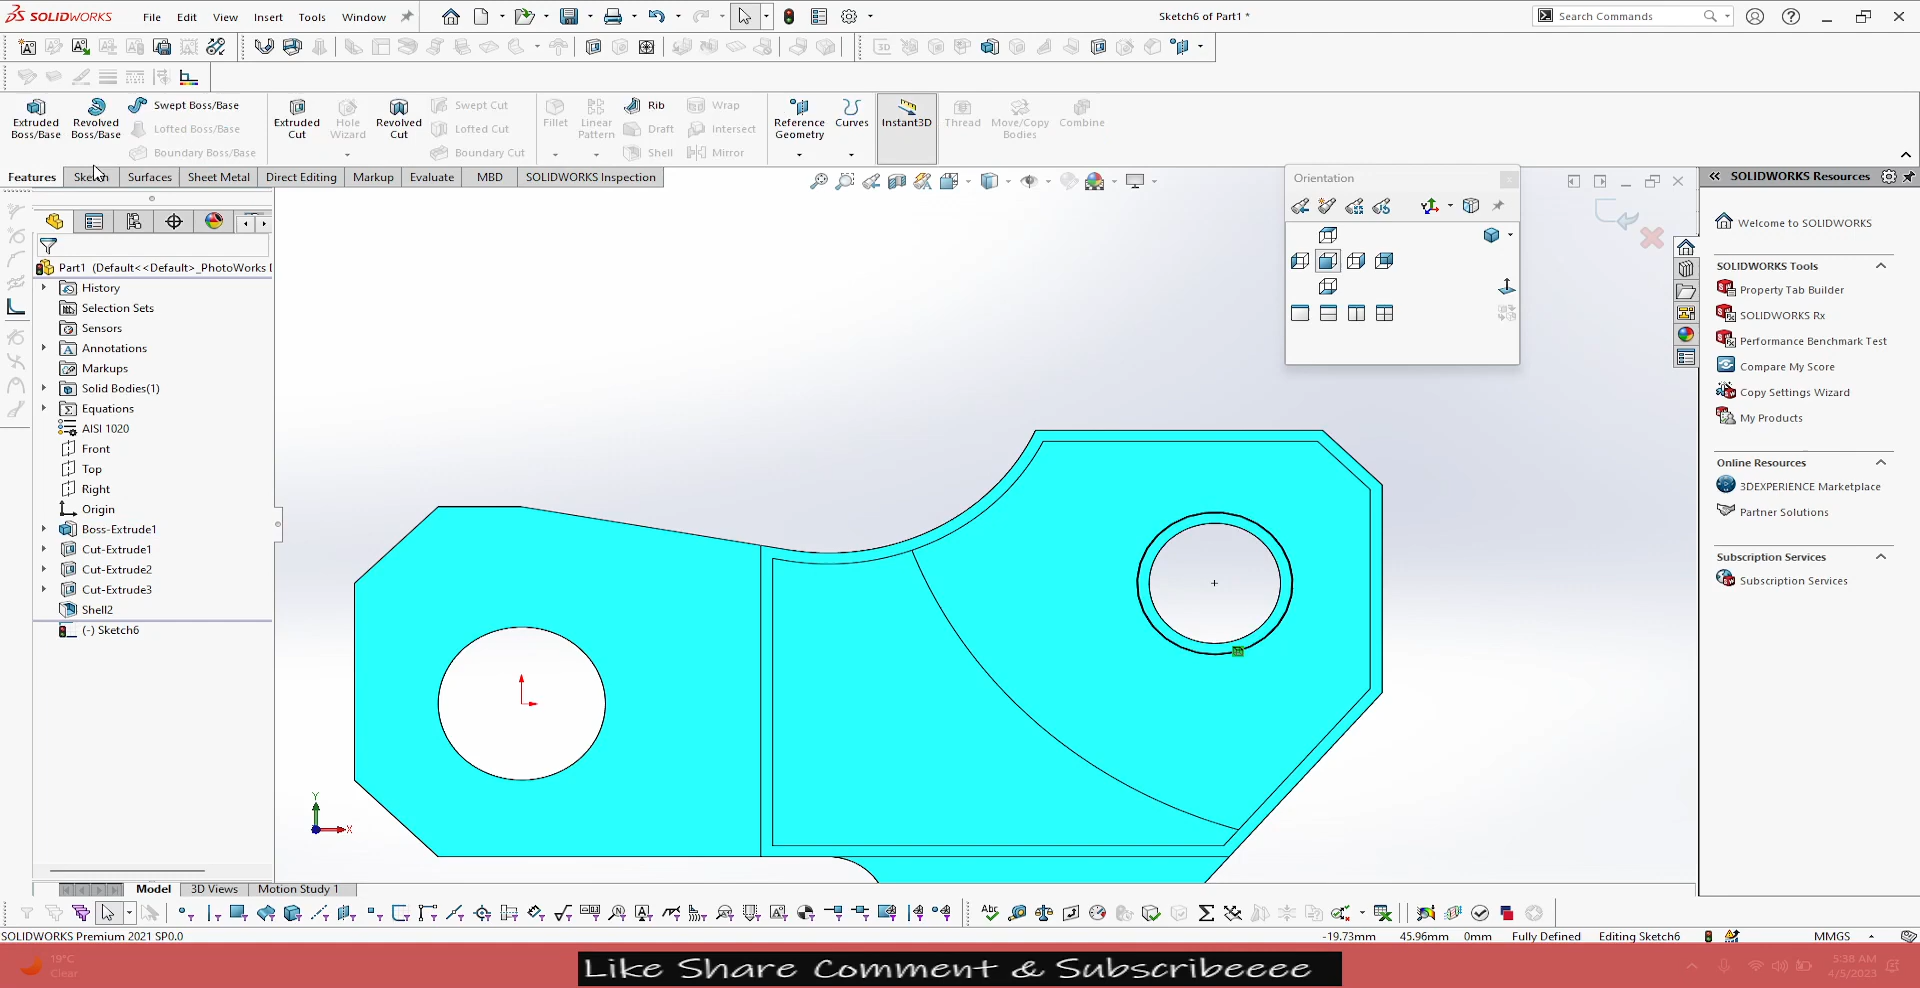 SOLIDWORKS File Edit View Insert Tools Window Sketch6 of Part1 * Search Commands
Extruded Boss/Base
Revolved Boss/Base
Swept Boss/Base
Lofted Boss/Base
Boundary Boss/Base
Extruded Cut
Hole Wizard
Revolved Cut
Swept Cut
Lofted Cut
Boundary Cut
Fillet
Linear Pattern
Rib
Draft
Shell
Wrap
Intersect
Mirror
Reference Geometry
Curves
Instant3D
Thread
Move/Copy Bodies
Combine
Features Sketch Surfaces Sheet Metal Direct Editing Markup Evaluate MBD SOLIDWORKS Inspection
Part1 (Default<<Default>_PhotoWorks
History
Selection Sets
Sensors
Annotations
Markups
Solid Bodies(1)
Equations
AISI 1020
Front
Top
Right
Origin
Boss-Extrude1
Cut-Extrude1
Cut-Extrude2
Cut-Extrude3
Shell2
(-) Sketch6
Orientation
Y
X
SOLIDWORKS Resources
Welcome to SOLIDWORKS
SOLIDWORKS Tools
Property Tab Builder
SOLIDWORKS Rx
Performance Benchmark Test
Compare My Score
Copy Settings Wizard
My Products
Online Resources
3DEXPERIENCE Marketplace
Partner Solutions
Subscription Services
Subscription Services
Model 3D Views Motion Study 1
SOLIDWORKS Premium 2021 SP0.0 -19.73mm 45.96mm 0mm Fully Defined Editing Sketch6 MMGS
19°C
Clear
Like Share Comment & Subscribeeee
5:38 AM
4/5/2023